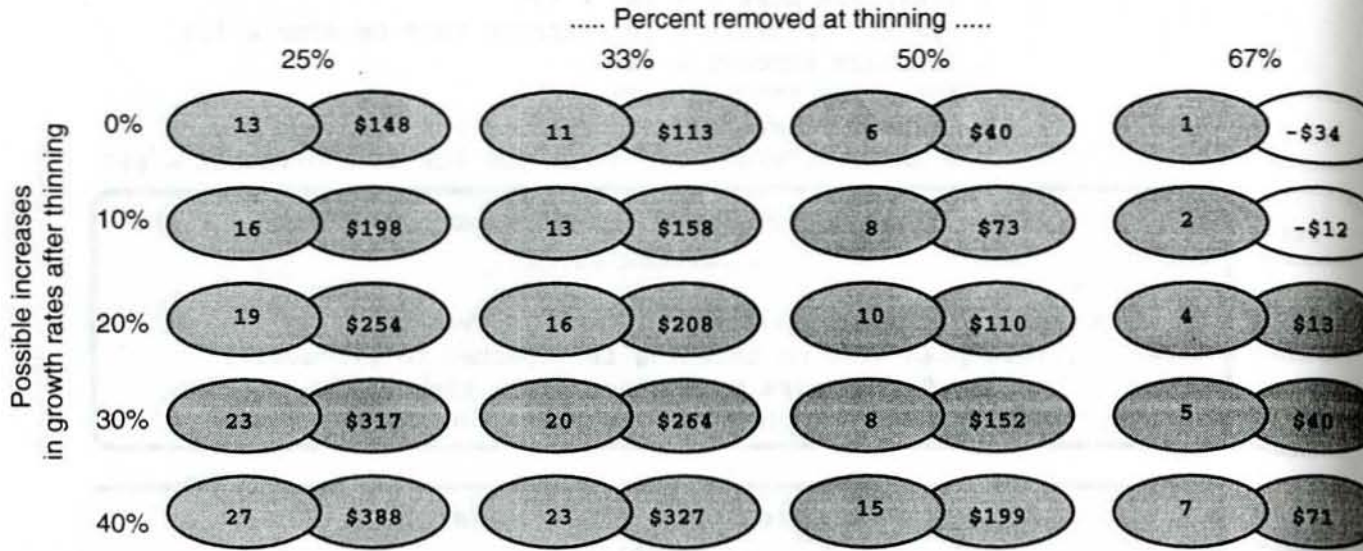 ..... Percent removed at thinning .....
25% 33% 50% 67%
Possible increases
in growth rates after thinning
0% 13 $148 11 $113 6 $40 1 -$34
10% 16 $198 13 $158 8 $73 2 -$12
20% 19 $254 16 $208 10 $110 4 $13
30% 23 $317 20 $264 8 $152 5 $40
40% 27 $388 23 $327 15 $199 7 $71